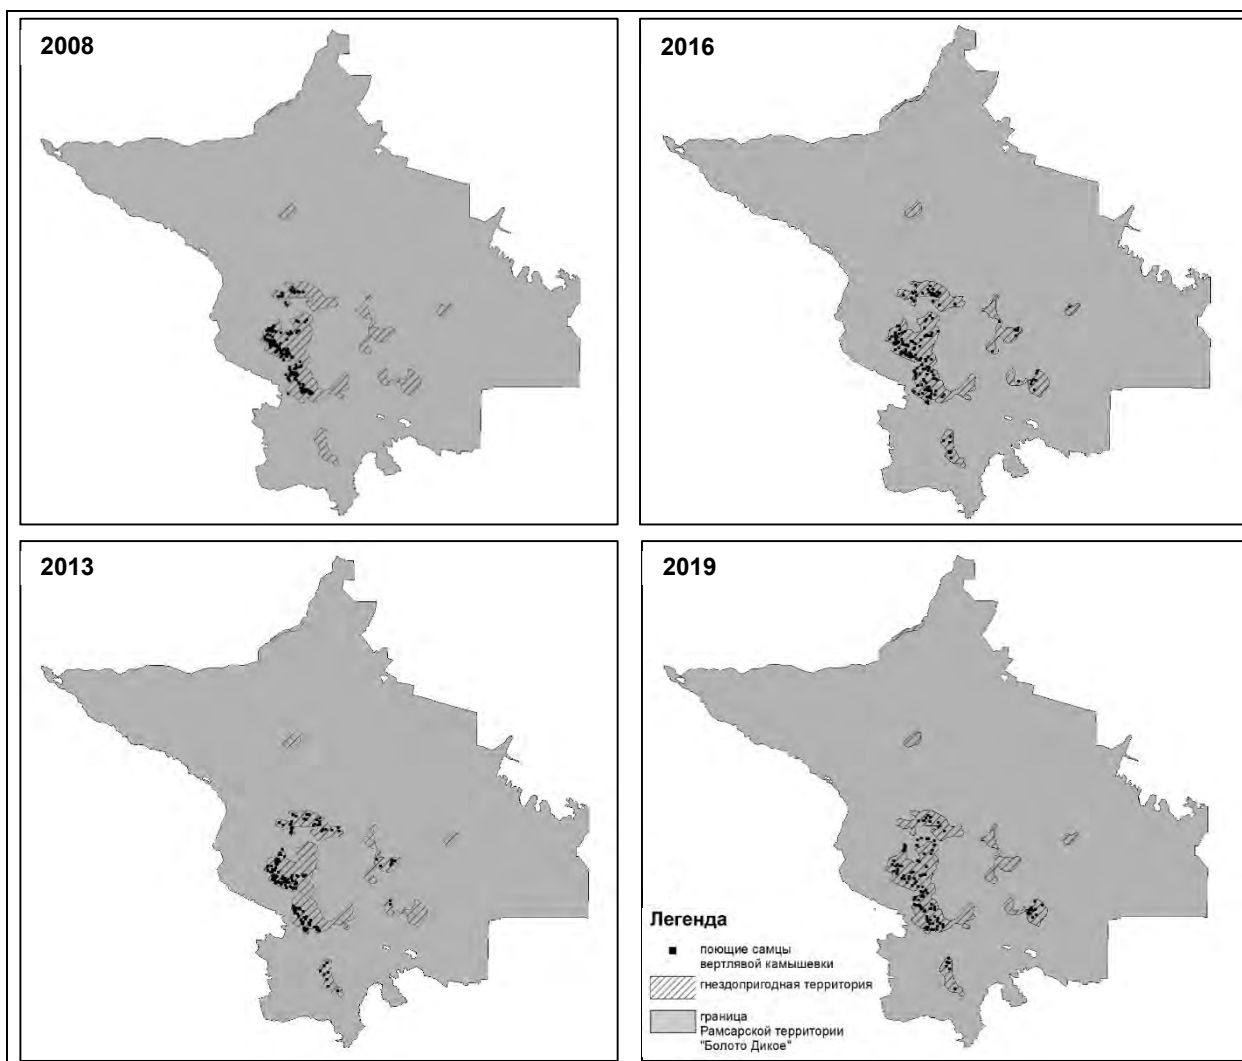 2008
2016
2013
2019
Легенда
поющие самцы
вертлявой камышевки
гнездопригодная территория
граница
Рамсарской территории
"Болото Дикое"